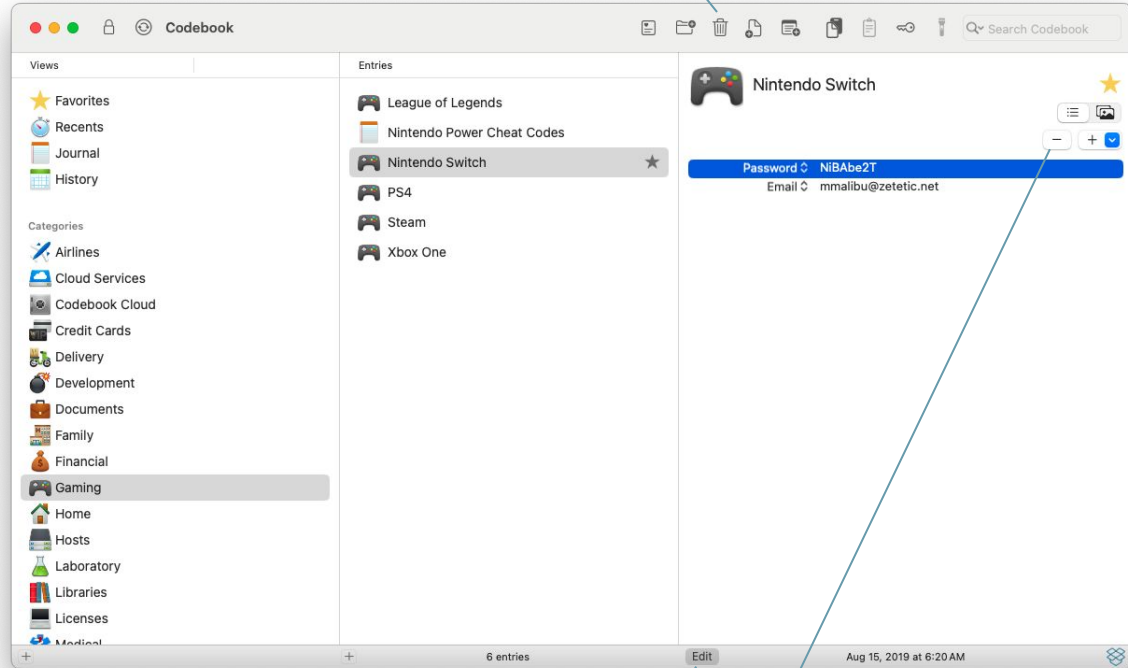 Codebook
Search Codebook
Views
Favorites
Recents
Journal
History
Categories
Airlines
Cloud Services
Codebook Cloud
Credit Cards
Delivery
Development
Documents
Family
Financial
Gaming
Home
Hosts
Laboratory
Libraries
Licenses
Medical
Entries
League of Legends
Nintendo Power Cheat Codes
Nintendo Switch
PS4
Steam
Xbox One
6 entries
Nintendo Switch
Password NiBAbe2T
Email mmalibu@zetetic.net
Edit
Aug 15, 2019 at 6:20 AM